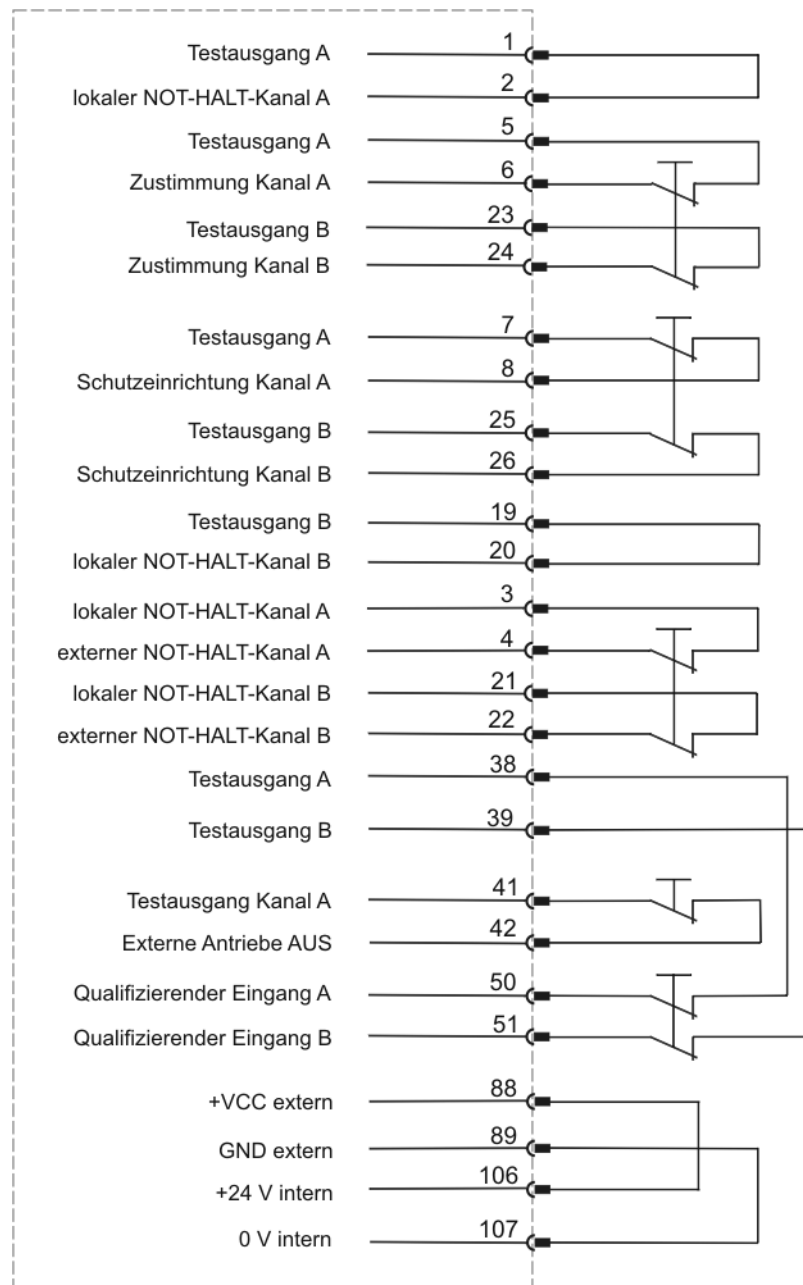 Testausgang A 1
lokaler NOT-HALT-Kanal A 2
Testausgang A 5
Zustimmung Kanal A 6
Testausgang B 23
Zustimmung Kanal B 24
Testausgang A 7
Schutzeinrichtung Kanal A 8
Testausgang B 25
Schutzeinrichtung Kanal B 26
Testausgang B 19
lokaler NOT-HALT-Kanal B 20
lokaler NOT-HALT-Kanal A 3
externer NOT-HALT-Kanal A 4
lokaler NOT-HALT-Kanal B 21
externer NOT-HALT-Kanal B 22
Testausgang A 38
Testausgang B 39
Testausgang Kanal A 41
Externe Antriebe AUS 42
Qualifizierender Eingang A 50
Qualifizierender Eingang B 51
+VCC extern 88
GND extern 89
+24 V intern 106
0 V intern 107